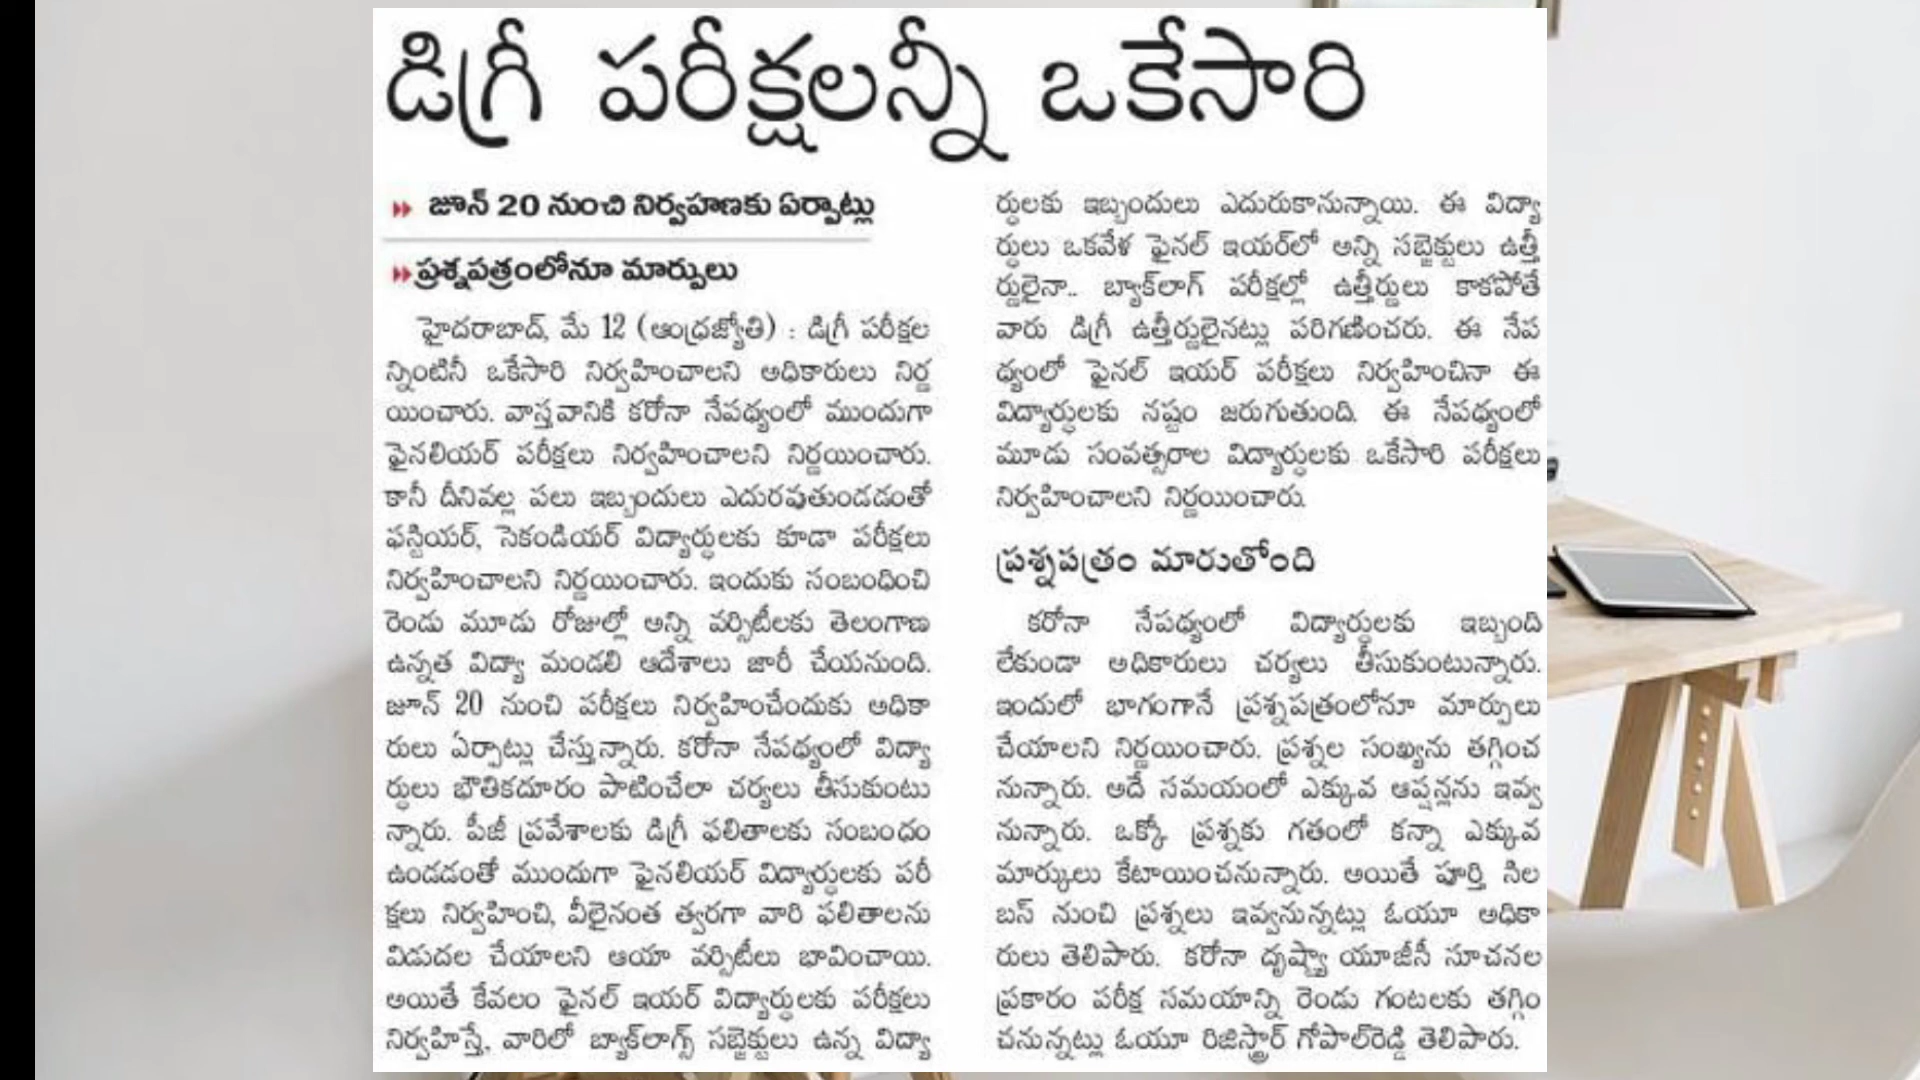 డిగ్రీ పరీక్షలన్నీ ఒకేసారి
జూన్ 20 నుంచి నిర్వహణకు ఏర్పాట్లు
ప్రశ్నపత్రంలోనూ మార్పులు
హైదరాబాద్, మే 12 (ఆంధ్రజ్యోతి) : డిగ్రీ పరీక్షల
న్నింటినీ ఒకేసారి నిర్వహించాలని అధికారులు నిర్ణ
యించారు. వాస్తవానికి కరోనా నేపథ్యంలో ముందుగా
ఫైనలియర్ పరీక్షలు నిర్వహించాలని నిర్ణయించారు.
కానీ దీనివల్ల పలు ఇబ్బందులు ఎదురవుతుండడంతో
ఫస్టియర్, సెకండియర్ విద్యార్థులకు కూడా పరీక్షలు
నిర్వహించాలని నిర్ణయించారు. ఇందుకు సంబంధించి
రెండు మూడు రోజుల్లో అన్ని వర్సిటీలకు తెలంగాణ
ఉన్నత విద్యా మండలి ఆదేశాలు జారీ చేయనుంది.
జూన్ 20 నుంచి పరీక్షలు నిర్వహించేందుకు అధికా
రులు ఏర్పాట్లు చేస్తున్నారు. కరోనా నేపథ్యంలో విద్యా
ర్థులు భౌతికదూరం పాటించేలా చర్యలు తీసుకుంటు
న్నారు. పీజీ ప్రవేశాలకు డిగ్రీ ఫలితాలకు సంబంధం
ఉండడంతో ముందుగా ఫైనలియర్ విద్యార్థులకు పరీ
క్షలు నిర్వహించి, వీలైనంత త్వరగా వారి ఫలితాలను
విడుదల చేయాలని ఆయా వర్సిటీలు భావించాయి.
అయితే కేవలం ఫైనల్ ఇయర్ విద్యార్థులకు పరీక్షలు
నిర్వహిస్తే, వారిలో బ్యాక్‌లాగ్స్ సబ్జెక్టులు ఉన్న విద్యా
ర్థులకు ఇబ్బందులు ఎదురుకానున్నాయి. ఈ విద్యా
ర్థులు ఒకవేళ ఫైనల్ ఇయర్‌లో అన్ని సబ్జెక్టులు ఉత్తీ
ర్ణులైనా.. బ్యాక్‌లాగ్ పరీక్షల్లో ఉత్తీర్ణులు కాకపోతే
వారు డిగ్రీ ఉత్తీర్ణులైనట్లు పరిగణించరు. ఈ నేప
థ్యంలో ఫైనల్ ఇయర్ పరీక్షలు నిర్వహించినా ఈ
విద్యార్థులకు నష్టం జరుగుతుంది. ఈ నేపథ్యంలో
మూడు సంవత్సరాల విద్యార్థులకు ఒకేసారి పరీక్షలు
నిర్వహించాలని నిర్ణయించారు.
ప్రశ్నపత్రం మారుతోంది
కరోనా నేపథ్యంలో విద్యార్థులకు ఇబ్బంది
లేకుండా అధికారులు చర్యలు తీసుకుంటున్నారు.
ఇందులో భాగంగానే ప్రశ్నపత్రంలోనూ మార్పులు
చేయాలని నిర్ణయించారు. ప్రశ్నల సంఖ్యను తగ్గించ
నున్నారు. అదే సమయంలో ఎక్కువ ఆప్షన్లను ఇవ్వ
నున్నారు. ఒక్కో ప్రశ్నకు గతంలో కన్నా ఎక్కువ
మార్కులు కేటాయించనున్నారు. అయితే పూర్తి సిల
బస్ నుంచి ప్రశ్నలు ఇవ్వనున్నట్లు ఓయూ అధికా
రులు తెలిపారు. కరోనా దృష్ట్యా యూజీసీ సూచనల
ప్రకారం పరీక్ష సమయాన్ని రెండు గంటలకు తగ్గిం
చనున్నట్లు ఓయూ రిజిస్ట్రార్ గోపాల్‌రెడ్డి తెలిపారు.